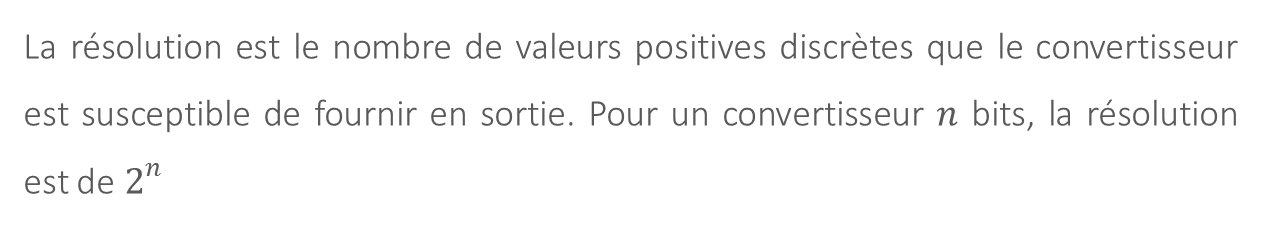 La résolution est le nombre de valeurs positives discrètes que le convertisseur
est susceptible de fournir en sortie. Pour un convertisseur n bits, la résolution
est de 2ⁿ